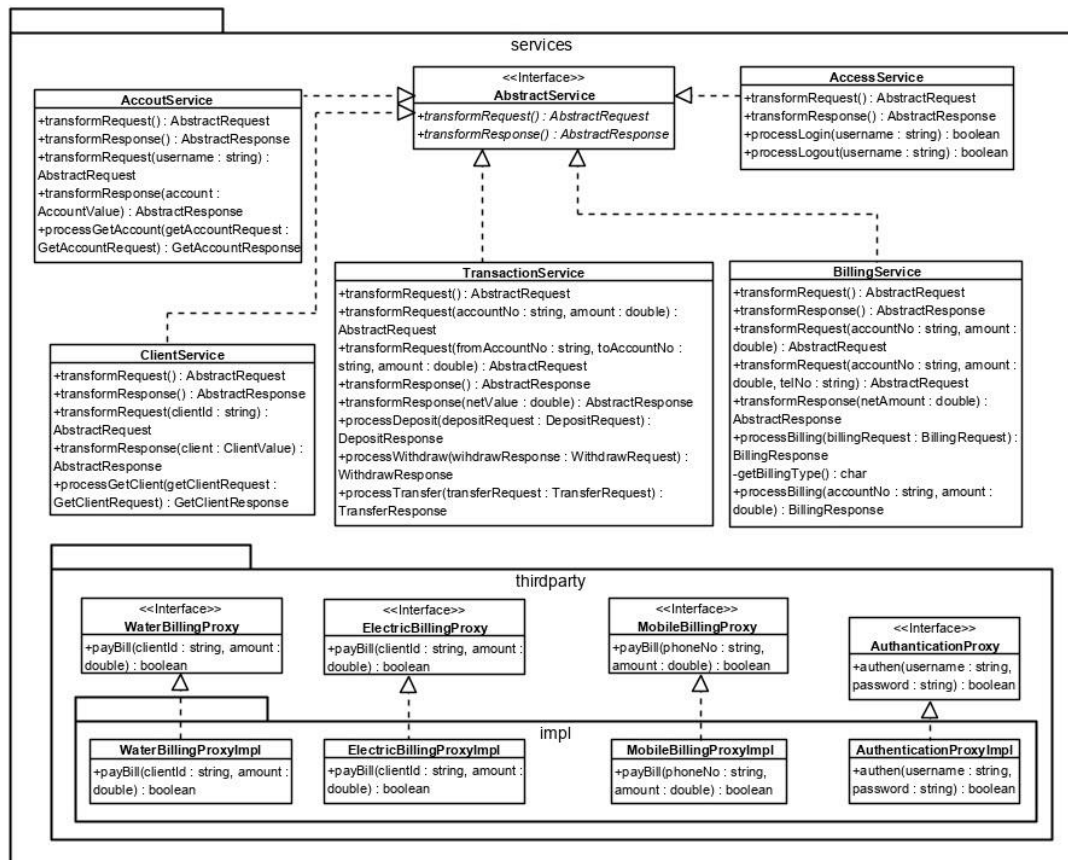 services
AccoutService
+transformRequest() : AbstractRequest
+transformResponse() : AbstractResponse
+transformRequest(username : string) :
AbstractRequest
+transformResponse(account :
AccountValue) : AbstractResponse
+processGetAccount(getAccountRequest :
GetAccountRequest) : GetAccountResponse
<<Interface>>
AbstractService
+transformRequest() : AbstractRequest
+transformResponse() : AbstractResponse
AccessService
+transformRequest() : AbstractRequest
+transformResponse() : AbstractResponse
+processLogin(username : string) : boolean
+processLogout(username : string) : boolean
ClientService
+transformRequest() : AbstractRequest
+transformResponse() : AbstractResponse
+transformRequest(clientId : string) :
AbstractRequest
+transformResponse(client : ClientValue) :
AbstractResponse
+processGetClient(getClientRequest :
GetClientRequest) : GetClientResponse
TransactionService
+transformRequest() : AbstractRequest
+transformRequest(accountNo : string, amount : double) :
AbstractRequest
+transformRequest(fromAccountNo : string, toAccountNo :
string, amount : double) : AbstractRequest
+transformResponse() : AbstractResponse
+transformResponse(netValue : double) : AbstractResponse
+processDeposit(depositRequest : DepositRequest) :
DepositResponse
+processWithdraw(wihdrawResponse : WithdrawRequest) :
WithdrawResponse
+processTransfer(transferRequest : TransferRequest) :
TransferResponse
BillingService
+transformRequest() : AbstractRequest
+transformResponse() : AbstractResponse
+transformRequest(accountNo : string, amount :
double) : AbstractRequest
+transformRequest(accountNo : string, amount :
double, telNo : string) : AbstractRequest
+transformResponse(netAmount : double) :
AbstractResponse
+processBilling(billingRequest : BillingRequest) :
BillingResponse
-getBillingType() : char
+processBilling(accountNo : string, amount :
double) : BillingResponse
thirdparty
<<Interface>>
WaterBillingProxy
+payBill(clientId : string, amount :
double) : boolean
<<Interface>>
ElectricBillingProxy
+payBill(clientId : string, amount :
double) : boolean
<<Interface>>
MobileBillingProxy
+payBill(phoneNo : string,
amount : double) : boolean
<<Interface>>
AuthanticationProxy
+authen(username : string,
password : string) : boolean
impl
WaterBillingProxyImpl
+payBill(clientId : string, amount :
double) : boolean
ElectricBillingProxyImpl
+payBill(clientId : string, amount :
double) : boolean
MobileBillingProxyImpl
+payBill(phoneNo : string,
amount : double) : boolean
AuthenticationProxyImpl
+authen(username : string,
password : string) : boolean